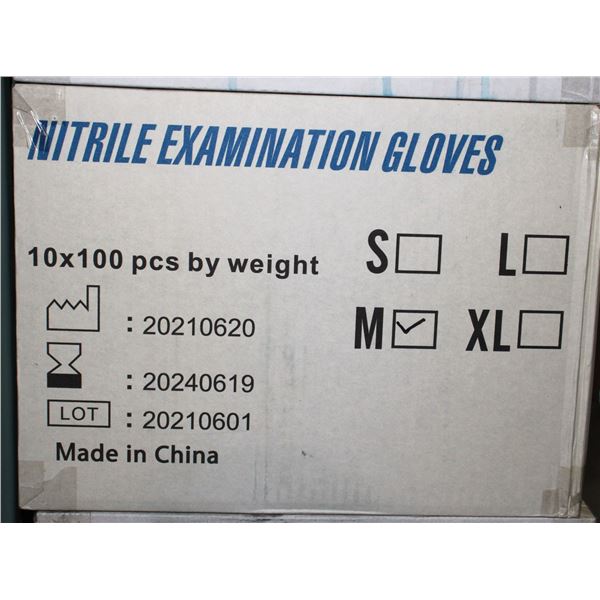 NITRILE EXAMINATION GLOVES
10x100 pcs by weight
S L
M XL
: 20210620
: 20240619
LOT : 20210601
Made in China